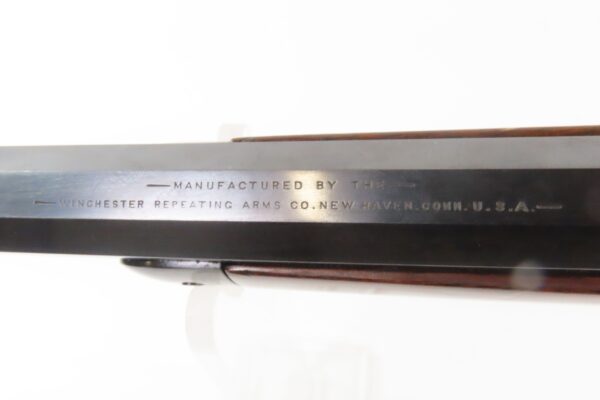 —MANUFACTURED BY THE—
—WINCHESTER REPEATING ARMS CO. NEW HAVEN. CONN. U.S.A.—